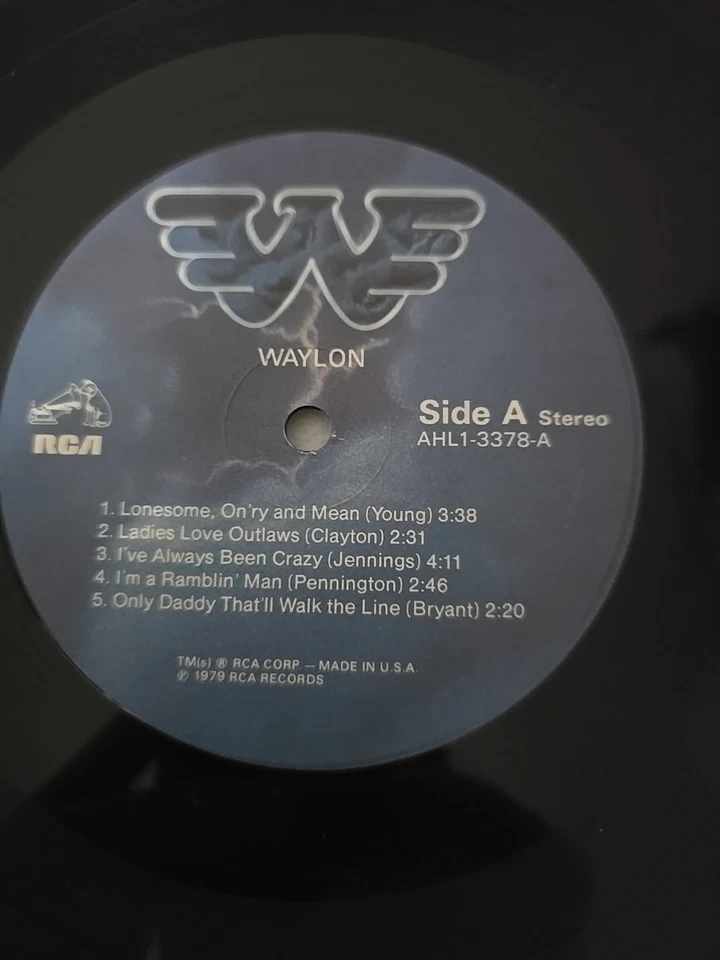 WAYLON
RCA
Side A Stereo
AHL1-3378-A
1. Lonesome, On'ry and Mean (Young) 3:38
2. Ladies Love Outlaws (Clayton) 2:31
3. I've Always Been Crazy (Jennings) 4:11
4. I'm a Ramblin' Man (Pennington) 2:46
5. Only Daddy That'll Walk the Line (Bryant) 2:20
TM(s) ® RCA CORP. — MADE IN U.S.A.
℗ 1979 RCA RECORDS